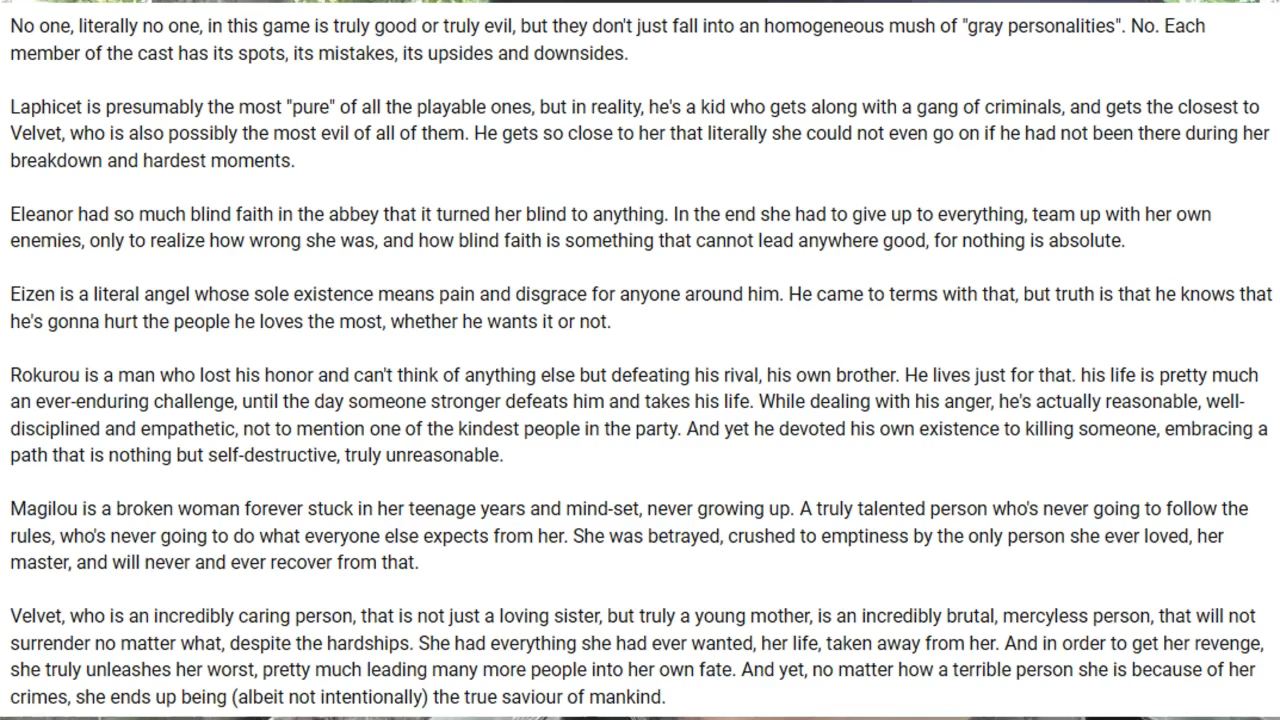 No one, literally no one, in this game is truly good or truly evil, but they don't just fall into an homogeneous mush of "gray personalities". No. Each
member of the cast has its spots, its mistakes, its upsides and downsides.
Laphicet is presumably the most "pure" of all the playable ones, but in reality, he's a kid who gets along with a gang of criminals, and gets the closest to
Velvet, who is also possibly the most evil of all of them. He gets so close to her that literally she could not even go on if he had not been there during her
breakdown and hardest moments.
Eleanor had so much blind faith in the abbey that it turned her blind to anything. In the end she had to give up to everything, team up with her own
enemies, only to realize how wrong she was, and how blind faith is something that cannot lead anywhere good, for nothing is absolute.
Eizen is a literal angel whose sole existence means pain and disgrace for anyone around him. He came to terms with that, but truth is that he knows that
he's gonna hurt the people he loves the most, whether he wants it or not.
Rokurou is a man who lost his honor and can't think of anything else but defeating his rival, his own brother. He lives just for that. his life is pretty much
an ever-enduring challenge, until the day someone stronger defeats him and takes his life. While dealing with his anger, he's actually reasonable, well-
disciplined and empathetic, not to mention one of the kindest people in the party. And yet he devoted his own existence to killing someone, embracing a
path that is nothing but self-destructive, truly unreasonable.
Magilou is a broken woman forever stuck in her teenage years and mind-set, never growing up. A truly talented person who's never going to follow the
rules, who's never going to do what everyone else expects from her. She was betrayed, crushed to emptiness by the only person she ever loved, her
master, and will never and ever recover from that.
Velvet, who is an incredibly caring person, that is not just a loving sister, but truly a young mother, is an incredibly brutal, mercyless person, that will not
surrender no matter what, despite the hardships. She had everything she had ever wanted, her life, taken away from her. And in order to get her revenge,
she truly unleashes her worst, pretty much leading many more people into her own fate. And yet, no matter how a terrible person she is because of her
crimes, she ends up being (albeit not intentionally) the true saviour of mankind.